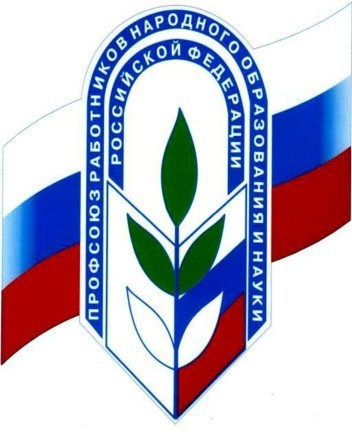 ПРОФСОЮЗ РАБОТНИКОВ НАРОДНОГО ОБРАЗОВАНИЯ И НАУКИ
РОССИЙСКОЙ ФЕДЕРАЦИИ